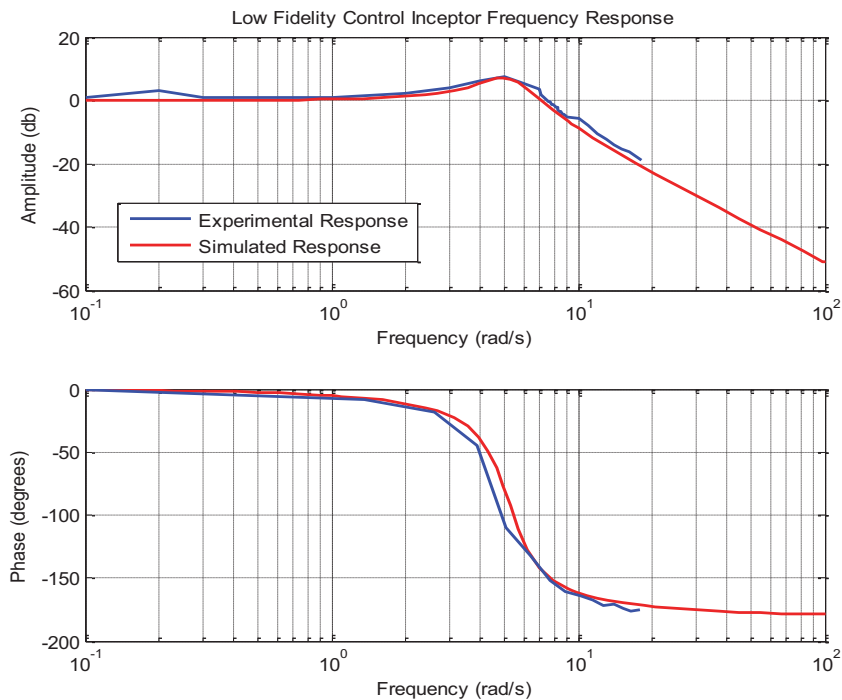 Low Fidelity Control Inceptor Frequency Response
20
0
-20
-40
-60
Amplitude (db)
Experimental Response
Simulated Response
10^-1
10^0
10^1
10^2
Frequency (rad/s)
0
-50
-100
-150
-200
Phase (degrees)
10^-1
10^0
10^1
10^2
Frequency (rad/s)